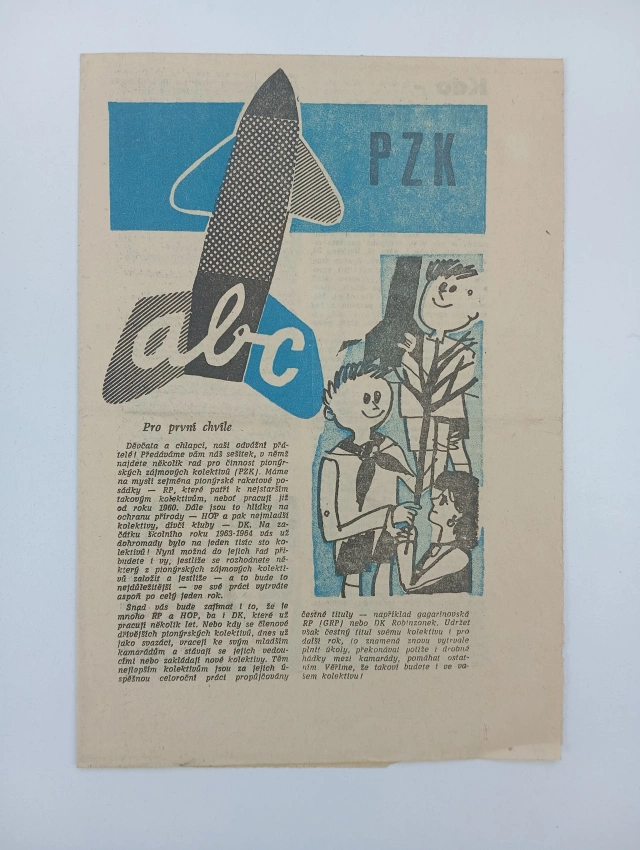 PZK
abc
Pro první chvíle
Děvčata a chlapci, naši odvážní přá-
telé! Předáváme vám náš sešitek, v němž
najdete několik rad pro činnost pionýr-
ských zájmových kolektivů (PZK). Máme
na mysli zejména pionýrské raketové po-
sádky — RP, které patří k nejstarším
takovým kolektivům, neboť pracují již
od roku 1960. Dále jsou to hlídky na
ochranu přírody — HOP a pak nejmladší
kolektivy, dívčí kluby — DK. Na za-
čátku školního roku 1963-1964 vás už
dohromady bylo na jeden tisíc sto ko-
lektivů! Nyní možná do jejich řad při-
budete i vy, jestliže se rozhodnete ně-
který z pionýrských zájmových kolekti-
vů založit a jestliže — a to bude to
nejdůležitější — ve své práci vytrváte
aspoň po celý jeden rok.
Snad vás bude zajímat i to, že je
mnoho RP a HOP, ba i DK, které už
pracují několik let. Nebo kdy se členové
dřívějších pionýrských kolektivů, dnes už
jako svazáci, vracejí ke svým mladším
kamarádům a stávají se jejich vedou-
cími nebo zakládají nové kolektivy. Těm
nejlepším kolektivům jsou za jejich ú-
spěšnou celoroční práci propůjčovány
čestné tituly — například gagarinovská
RP (GRP) nebo DK Robinzonek. Udržet
však čestný titul svému kolektivu i pro
další rok, to znamená znovu vytrvale
plnit úkoly, překonávat potíže i drobné
hádky mezi kamarády, pomáhat ostat-
ním. Věříme, že takoví budete i ve va-
šem kolektivu!